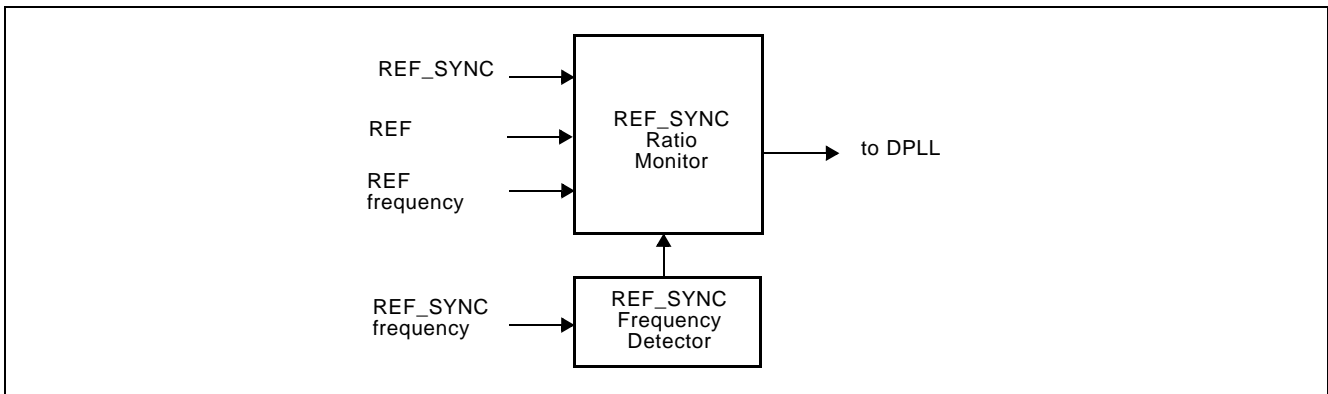 REF_SYNC
REF
REF
frequency
REF_SYNC
Ratio
Monitor
to DPLL
REF_SYNC
frequency
REF_SYNC
Frequency
Detector